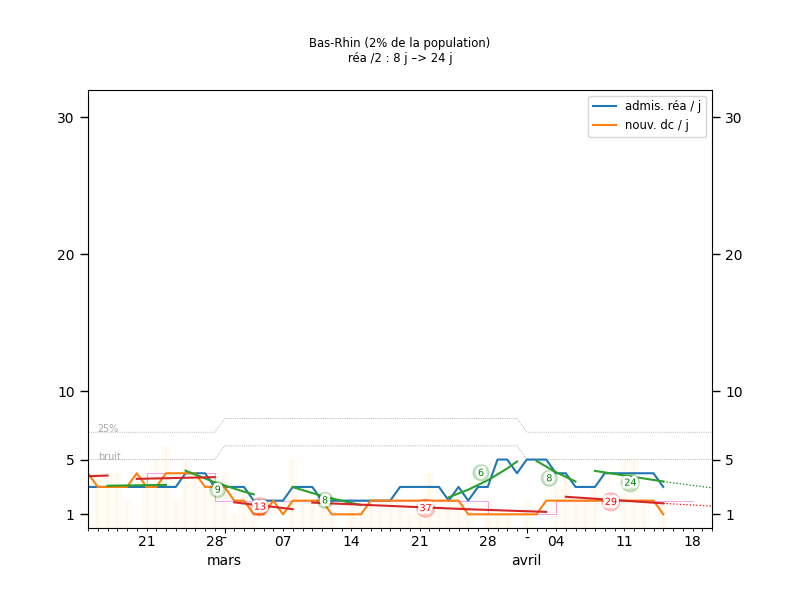 Bas-Rhin (2% de la population)
réa /2 : 8 j –> 24 j
admis. réa / j
nouv. dc / j
30 30
20 20
10 10
25%
bruit
5 5
6
8
24
9
8
13
37
29
1 1
21 28 07 14 21 28 04 11 18
mars avril